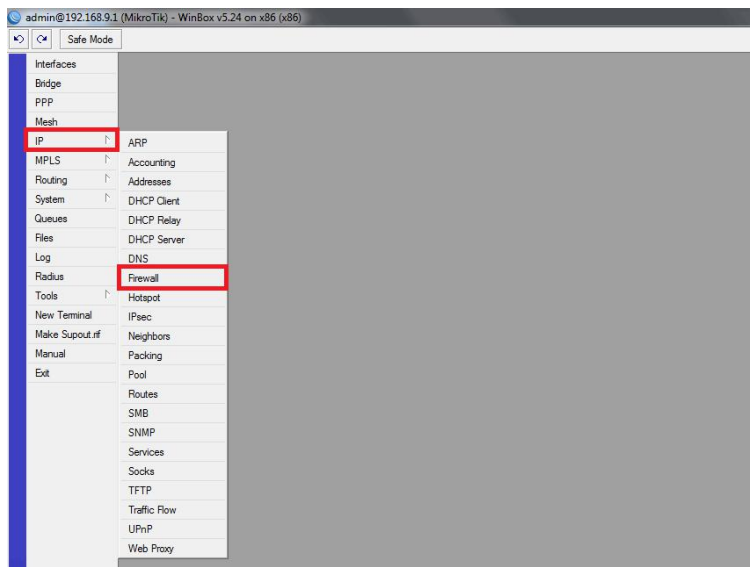 admin@192.168.9.1 (MikroTik) - WinBox v5.24 on x86 (x86)
Safe Mode
Interfaces
Bridge
PPP
Mesh
IP
MPLS
Routing
System
Queues
Files
Log
Radius
Tools
New Terminal
Make Supout.rif
Manual
Exit
ARP
Accounting
Addresses
DHCP Client
DHCP Relay
DHCP Server
DNS
Firewall
Hotspot
IPsec
Neighbors
Packing
Pool
Routes
SMB
SNMP
Services
Socks
TFTP
Traffic Flow
UPnP
Web Proxy